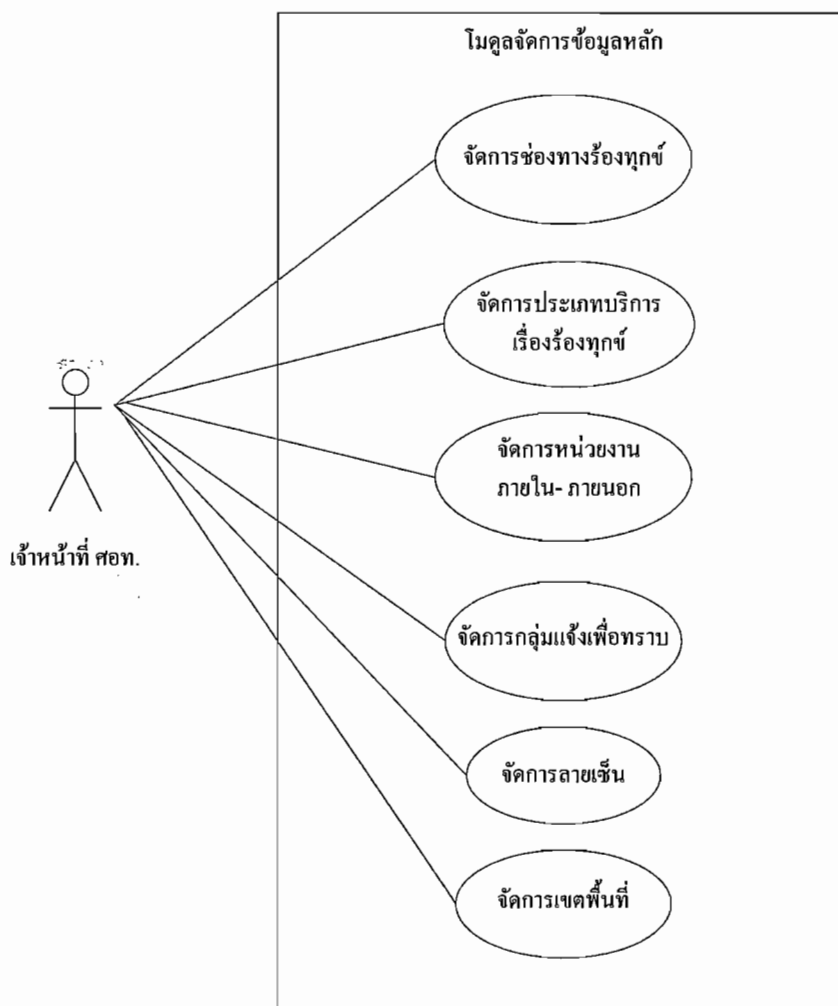 โมดูลจัดการข้อมูลหลัก
จัดการช่องทางร้องทุกข์
จัดการประเภทบริการ
เรื่องร้องทุกข์
จัดการหน่วยงาน
ภายใน- ภายนอก
เจ้าหน้าที่ ศอท.
จัดการกลุ่มแจ้งเพื่อทราบ
จัดการลายเซ็น
จัดการเขตพื้นที่